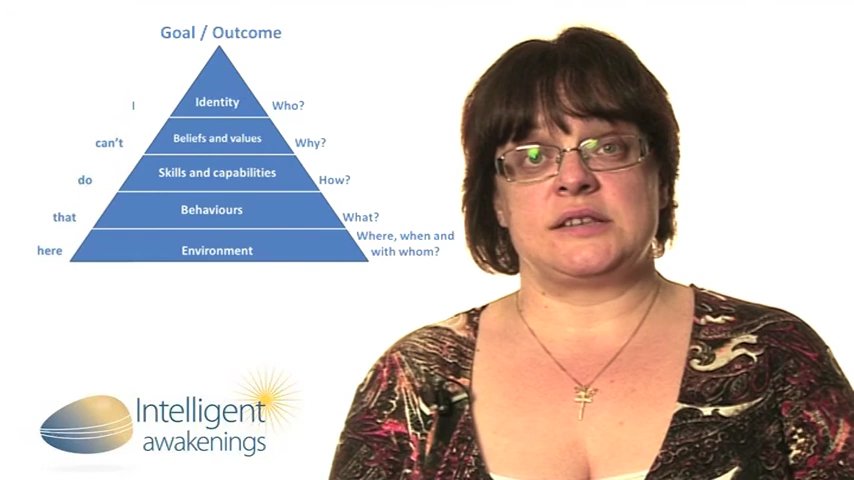 Goal / Outcome
I Identity Who?
can't Beliefs and values Why?
do Skills and capabilities How?
that Behaviours What?
here Environment Where, when and
with whom?
Intelligent
awakenings